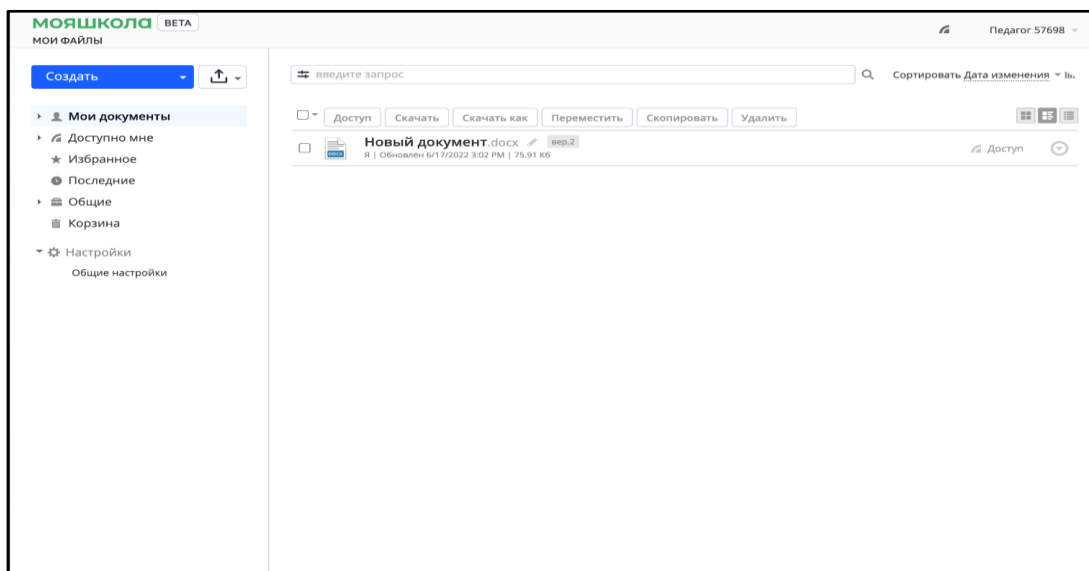 МОЯШКОЛА BETA
МОИ ФАЙЛЫ
Педагог 57698
Создать
введите запрос
Сортировать Дата изменения
Мои документы
Доступно мне
Избранное
Последние
Общие
Корзина
Настройки
Общие настройки
Доступ Скачать Скачать как Переместить Скопировать Удалить
Новый документ.docx вер.2
Я | Обновлён 6/17/2022 3:02 PM | 75.91 Кб
Доступ
DOCX